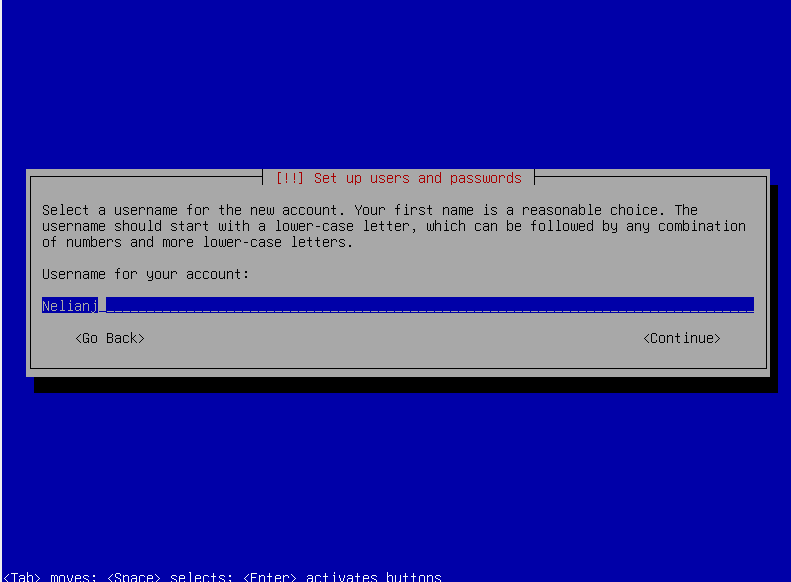 [!!] Set up users and passwords
Select a username for the new account. Your first name is a reasonable choice. The
username should start with a lower-case letter, which can be followed by any combination
of numbers and more lower-case letters.
Username for your account:
Nelianj
<Go Back> <Continue>
<Tab> moves; <Space> selects; <Enter> activates buttons